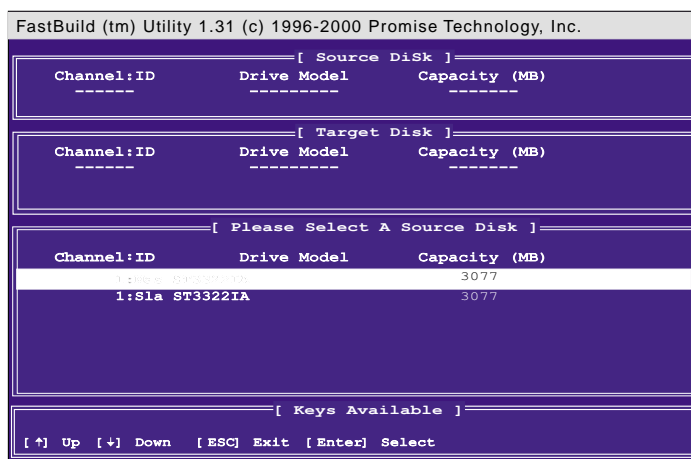 FastBuild (tm) Utility 1.31 (c) 1996-2000 Promise Technology, Inc.
[ Source DiSk ]
Channel:ID Drive Model Capacity (MB)
[ Target Disk ]
Channel:ID Drive Model Capacity (MB)
[ Please Select A Source Disk ]
Channel:ID Drive Model Capacity (MB)
3077
1:Sla ST3322IA 3077
[ Keys Available ]
[↑] Up [↓] Down [ESC] Exit [Enter] Select